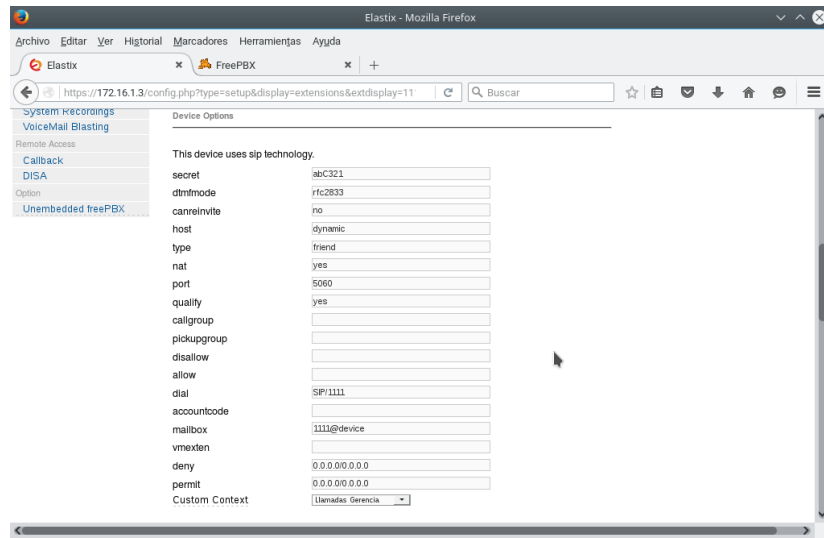 Elastix - Mozilla Firefox
Archivo Editar Ver Historial Marcadores Herramientas Ayuda
Elastix × FreePBX × +
https://172.16.1.3/config.php?type=setup&display=extensions&extdisplay=11 Buscar
System Recordings
VoiceMail Blasting
Remote Access
Callback
DISA
Option
Unembedded freePBX
Device Options
This device uses sip technology.
secret abC321
dtmfmode rfc2833
canreinvite no
host dynamic
type friend
nat yes
port 5060
qualify yes
callgroup
pickupgroup
disallow
allow
dial SIP/1111
accountcode
mailbox 1111@device
vmexten
deny 0.0.0.0/0.0.0.0
permit 0.0.0.0/0.0.0.0
Custom Context Llamadas Gerencia